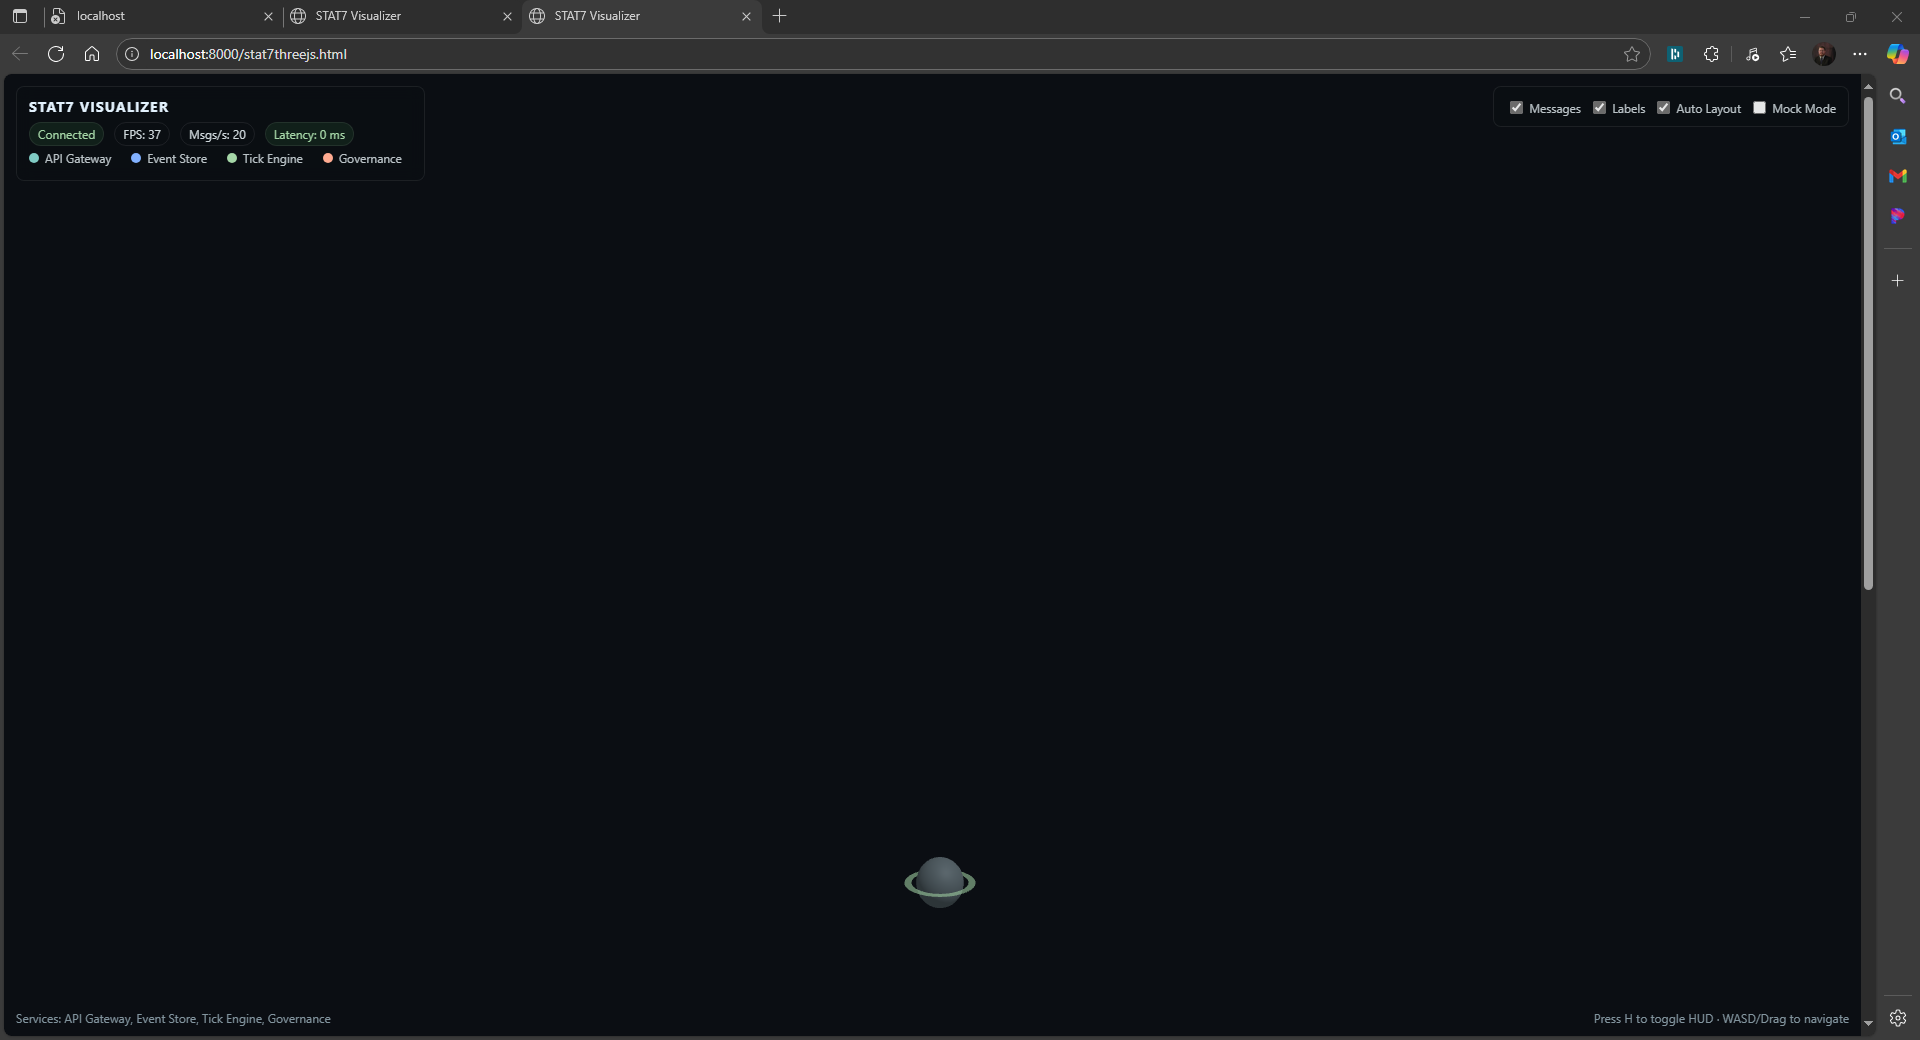 localhost
STAT7 Visualizer
STAT7 Visualizer
localhost:8000/stat7threejs.html
STAT7 VISUALIZER
Connected
FPS: 37
Msgs/s: 20
Latency: 0 ms
API Gateway
Event Store
Tick Engine
Governance
Messages
Labels
Auto Layout
Mock Mode
Services: API Gateway, Event Store, Tick Engine, Governance
Press H to toggle HUD · WASD/Drag to navigate